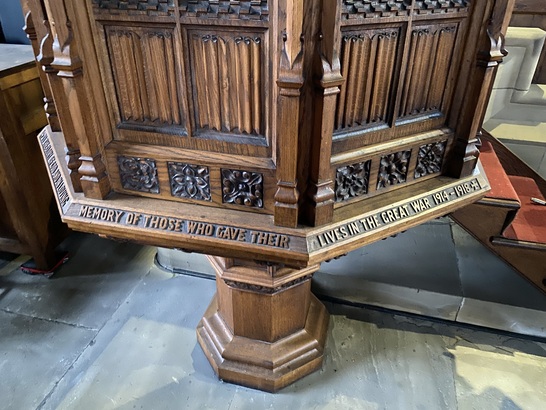 MEMORY OF THOSE WHO GAVE THEIR
LIVES IN THE GREAT WAR 1914-1918.